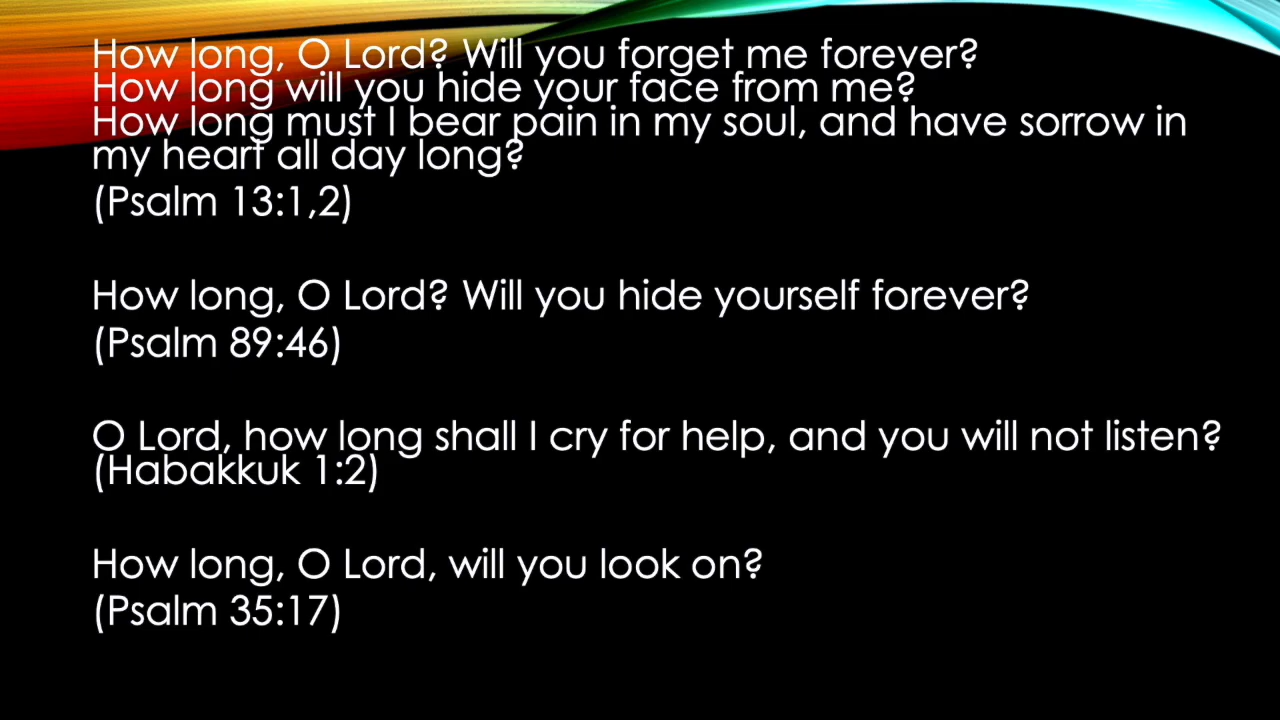 How long, O Lord? Will you forget me forever?
How long will you hide your face from me?
How long must I bear pain in my soul, and have sorrow in
my heart all day long?
(Psalm 13:1,2)
How long, O Lord? Will you hide yourself forever?
(Psalm 89:46)
O Lord, how long shall I cry for help, and you will not listen?
(Habakkuk 1:2)
How long, O Lord, will you look on?
(Psalm 35:17)